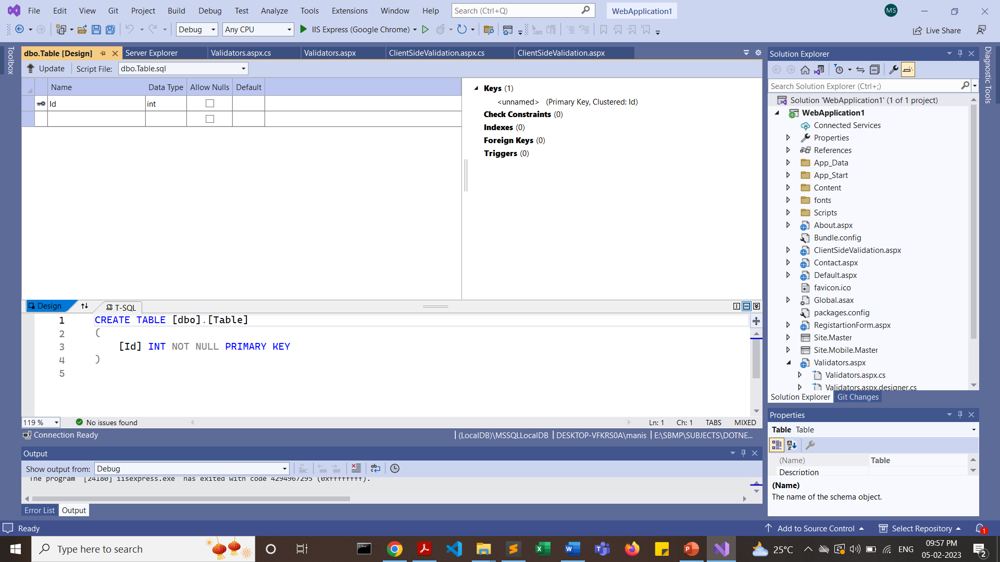 File Edit View Git Project Build Debug Test Analyze Tools Extensions Window Help Search (Ctrl+Q) WebApplication1 MS
Debug Any CPU IIS Express (Google Chrome) Live Share
Toolbox
dbo.Table [Design] Server Explorer Validators.aspx.cs Validators.aspx ClientSideValidation.aspx.cs ClientSideValidation.aspx
Update Script File: dbo.Table.sql
Name Data Type Allow Nulls Default
Id int
Keys (1)
<unnamed> (Primary Key, Clustered: Id)
Check Constraints (0)
Indexes (0)
Foreign Keys (0)
Triggers (0)
Design T-SQL
1 CREATE TABLE [dbo].[Table]
2 (
3 [Id] INT NOT NULL PRIMARY KEY
4 )
5
119 % No issues found Ln: 1 Ch: 1 TABS MIXED
Connection Ready (LocalDB)\MSSQLLocalDB DESKTOP-VFKRS0A\manis E:\SBMP\SUBJECTS\DOTNE...
Output
Show output from: Debug
The program '[24180] iisexpress.exe' has exited with code 4294967295 (0xffffffff).
Error List Output
Solution Explorer
Search Solution Explorer (Ctrl+;)
Solution 'WebApplication1' (1 of 1 project)
WebApplication1
Connected Services
Properties
References
App_Data
App_Start
Content
fonts
Scripts
About.aspx
Bundle.config
ClientSideValidation.aspx
Contact.aspx
Default.aspx
favicon.ico
Global.asax
packages.config
RegistartionForm.aspx
Site.Master
Site.Mobile.Master
Validators.aspx
Validators.aspx.cs
Validators.aspx.designer.cs
Solution Explorer Git Changes
Properties
Table Table
(Name) Table
Description
(Name)
The name of the schema object.
Diagnostic Tools
Ready Add to Source Control Select Repository 1
Type here to search 25°C ENG 09:57 PM
05-02-2023 2